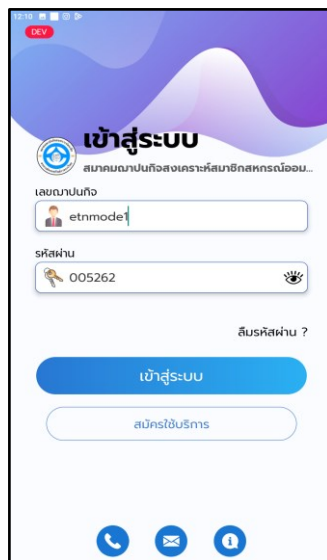 12:10
DEV
เข้าสู่ระบบ
สมาคมฌาปนกิจสงเคราะห์สมาชิกสหกรณ์ออม...
เลขฌาปนกิจ
etnmode1
รหัสผ่าน
005262
ลืมรหัสผ่าน ?
เข้าสู่ระบบ
สมัครใช้บริการ